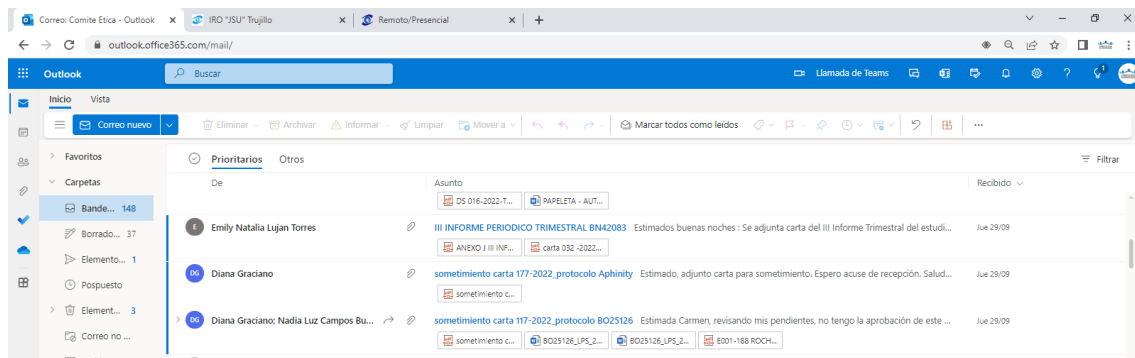 Correo: Comite Etica - Outlook
IRO "JSU" Trujillo
Remoto/Presencial
outlook.office365.com/mail/
Outlook
Buscar
Llamada de Teams
1
Inicio Vista
Correo nuevo Eliminar Archivar Informar Limpiar Mover a Marcar todos como leídos
Favoritos
Prioritarios Otros Filtrar
Carpetas
De Asunto Recibido
Bande... 148
DS 016-2022-T... PAPELETA - AUT...
Borrado... 37
E Emily Natalia Lujan Torres III INFORME PERIODICO TRIMESTRAL BN42083 Estimados buenas noches : Se adjunta carta del III Informe Trimestral del estudi... Jue 29/09
ANEXO J III INF... carta 032 -2022...
Elemento... 1
DG Diana Graciano sometimiento carta 177-2022_protocolo Aphinity Estimado, adjunto carta para sometimiento. Espero acuse de recepción. Salud... Jue 29/09
Pospuesto
sometimiento c...
Element... 3
DG Diana Graciano; Nadia Luz Campos Bu... sometimiento carta 117-2022_protocolo BO25126 Estimada Carmen, revisando mis pendientes, no tengo la aprobación de este ... Jue 29/09
Correo no ...
sometimiento c... BO25126_LPS_2... BO25126_LPS_2... E001-188 ROCH...